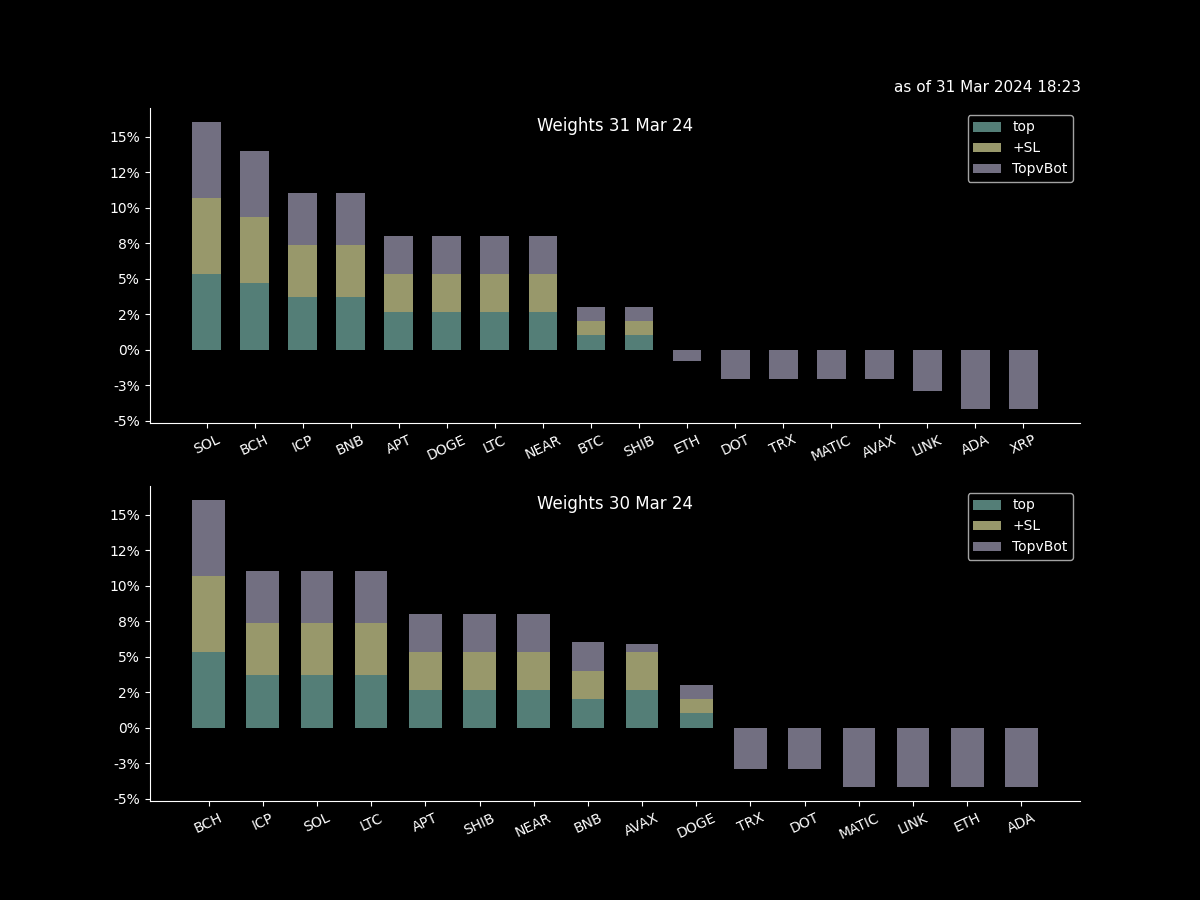 as of 31 Mar 2024 18:23
Weights 31 Mar 24
top
+SL
TopvBot
15%
12%
10%
8%
5%
2%
0%
-3%
-5%
SOL BCH ICP BNB APT DOGE LTC NEAR BTC SHIB ETH DOT TRX MATIC AVAX LINK ADA XRP
Weights 30 Mar 24
top
+SL
TopvBot
15%
12%
10%
8%
5%
2%
0%
-3%
-5%
BCH ICP SOL LTC APT SHIB NEAR BNB AVAX DOGE TRX DOT MATIC LINK ETH ADA